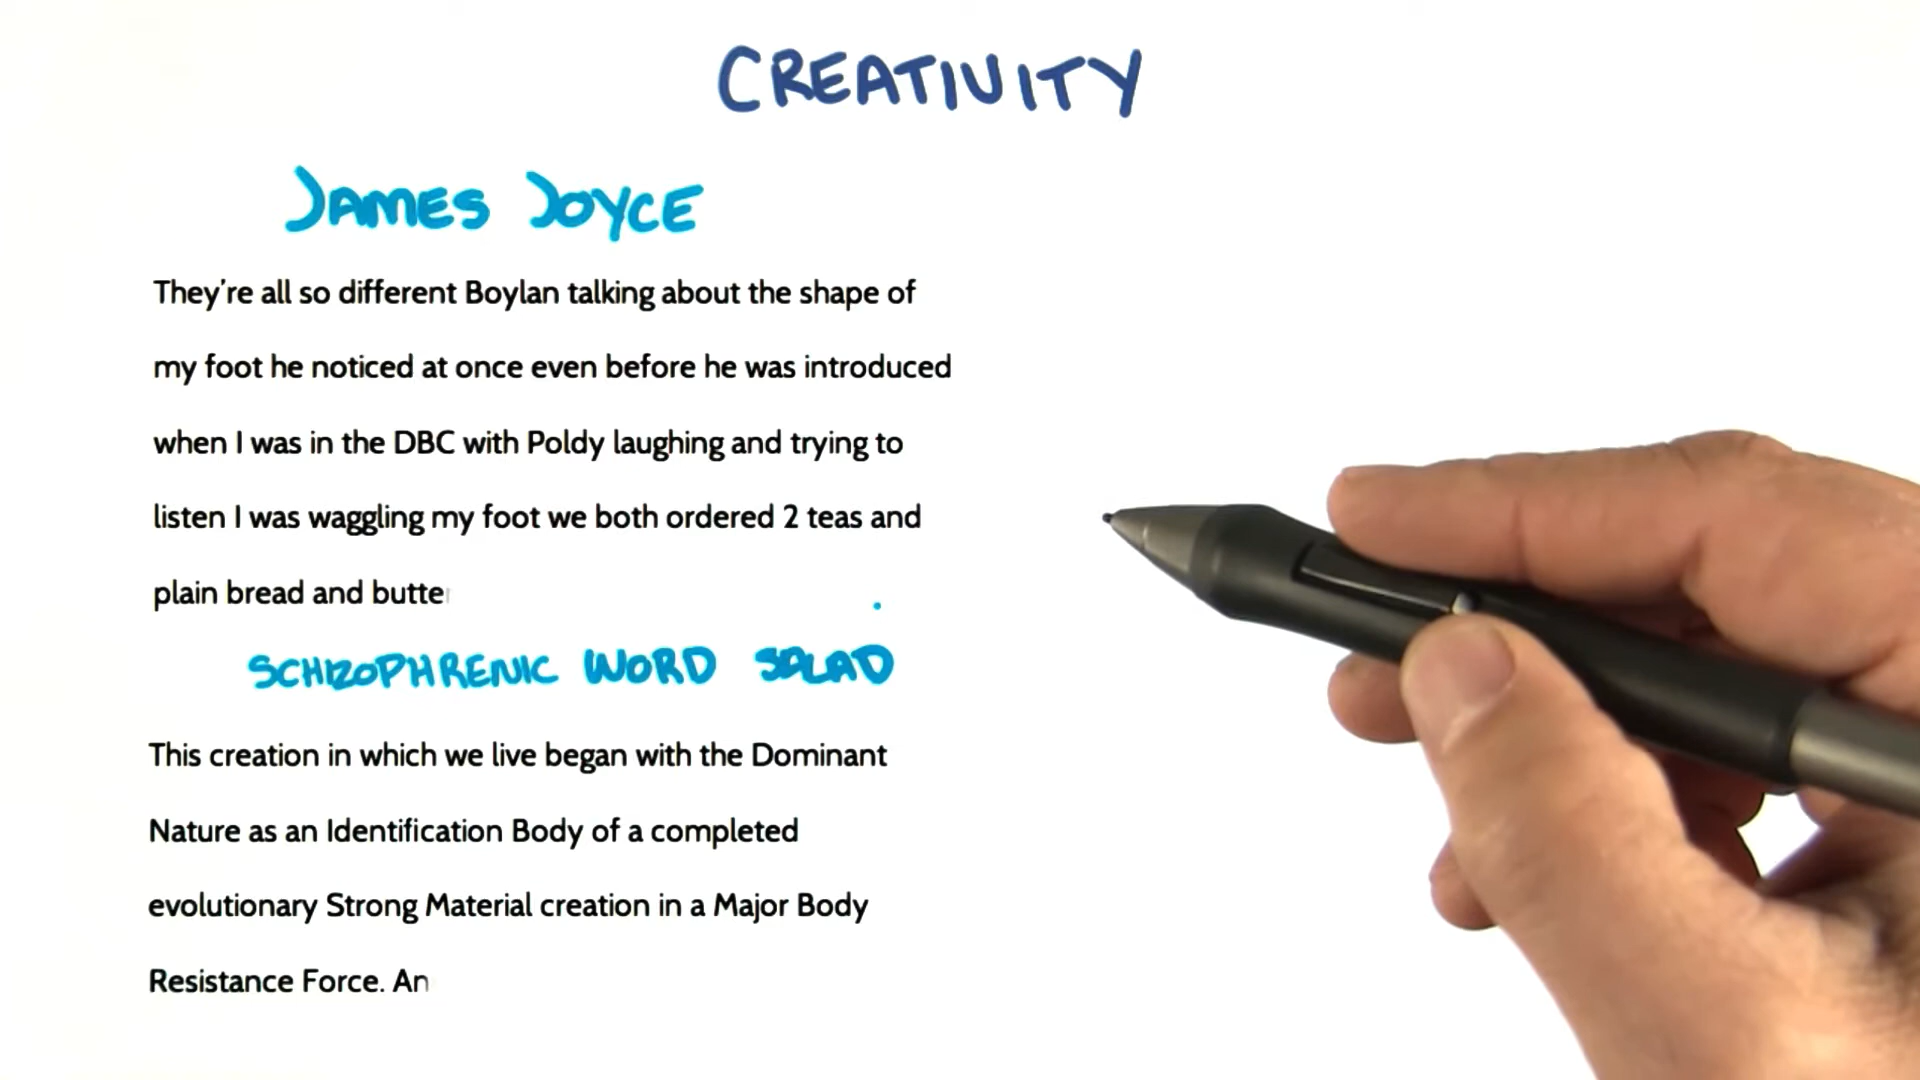 CREATIVITY
JAMES JOYCE
They're all so different Boylan talking about the shape of
my foot he noticed at once even before he was introduced
when I was in the DBC with Poldy laughing and trying to
listen I was waggling my foot we both ordered 2 teas and
plain bread and butter
SCHIZOPHRENIC WORD SALAD
This creation in which we live began with the Dominant
Nature as an Identification Body of a completed
evolutionary Strong Material creation in a Major Body
Resistance Force. An